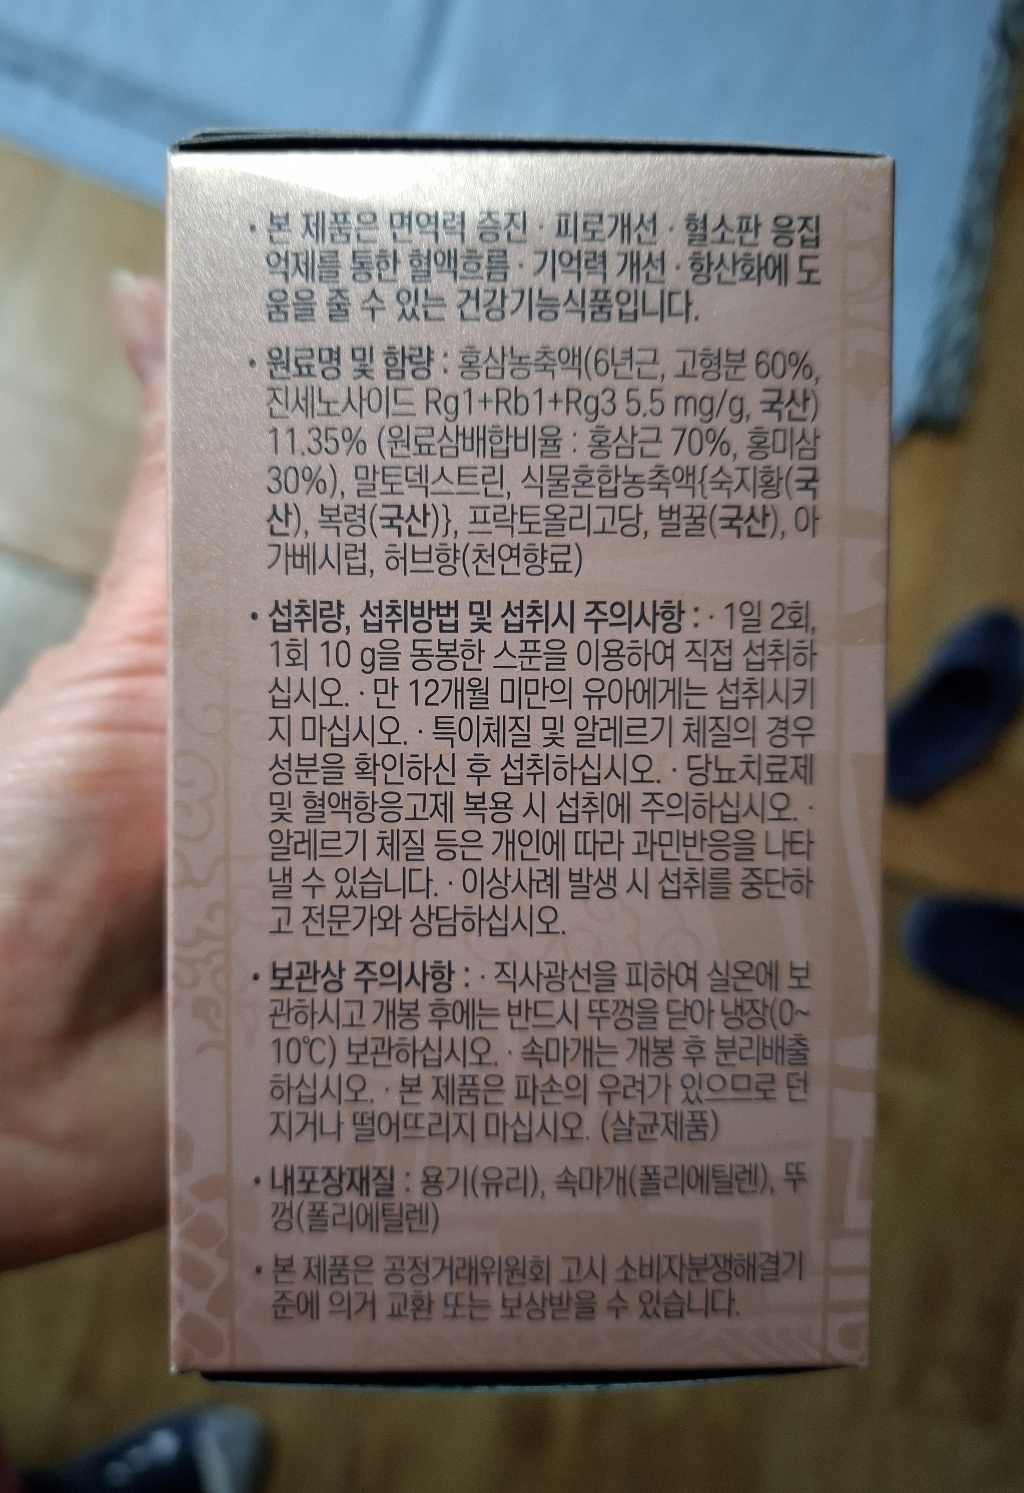 • 본 제품은 면역력 증진 · 피로개선 · 혈소판 응집
억제를 통한 혈액흐름 · 기억력 개선 · 항산화에 도
움을 줄 수 있는 건강기능식품입니다.
• 원료명 및 함량 : 홍삼농축액(6년근, 고형분 60%,
진세노사이드 Rg1+Rb1+Rg3 5.5 mg/g, 국산)
11.35% (원료삼배합비율 : 홍삼근 70%, 홍미삼
30%), 말토덱스트린, 식물혼합농축액{숙지황(국
산), 복령(국산)}, 프락토올리고당, 벌꿀(국산), 아
가베시럽, 허브향(천연향료)
• 섭취량, 섭취방법 및 섭취시 주의사항 : · 1일 2회,
1회 10 g을 동봉한 스푼을 이용하여 직접 섭취하
십시오. · 만 12개월 미만의 유아에게는 섭취시키
지 마십시오. · 특이체질 및 알레르기 체질의 경우
성분을 확인하신 후 섭취하십시오. · 당뇨치료제
및 혈액항응고제 복용 시 섭취에 주의하십시오. ·
알레르기 체질 등은 개인에 따라 과민반응을 나타
낼 수 있습니다. · 이상사례 발생 시 섭취를 중단하
고 전문가와 상담하십시오.
• 보관상 주의사항 : · 직사광선을 피하여 실온에 보
관하시고 개봉 후에는 반드시 뚜껑을 닫아 냉장(0~
10℃) 보관하십시오. · 속마개는 개봉 후 분리배출
하십시오. · 본 제품은 파손의 우려가 있으므로 던
지거나 떨어뜨리지 마십시오. (살균제품)
• 내포장재질 : 용기(유리), 속마개(폴리에틸렌), 뚜
껑(폴리에틸렌)
• 본 제품은 공정거래위원회 고시 소비자분쟁해결기
준에 의거 교환 또는 보상받을 수 있습니다.